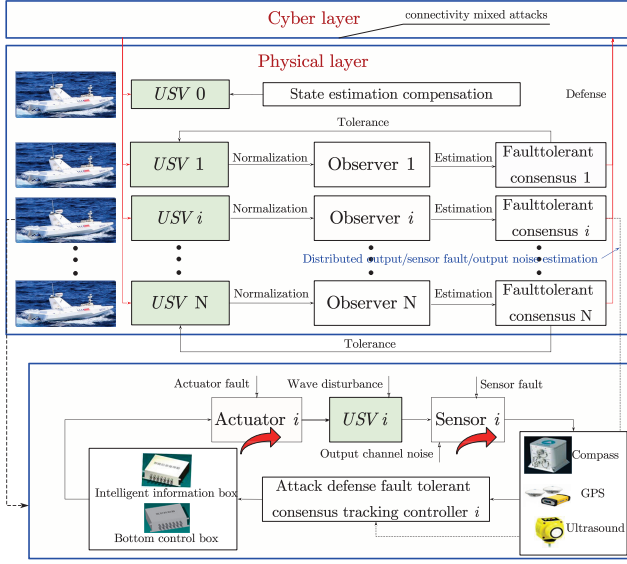 Cyber layer
connectivity mixed attacks
Physical layer
USV 0
State estimation compensation
Defense
Tolerance
USV 1
Normalization
Observer 1
Estimation
Faulttolerant
consensus 1
USV i
Normalization
Observer i
Estimation
Faulttolerant
consensus i
Distributed output/sensor fault/output noise estimation
USV N
Normalization
Observer N
Estimation
Faulttolerant
consensus N
Tolerance
Actuator fault
Wave disturbance
Sensor fault
Actuator i
USV i
Sensor i
Output channel noise
Compass
Intelligent information box
Attack defense fault tolerant
consensus tracking controller i
GPS
Ultrasound
Bottom control box